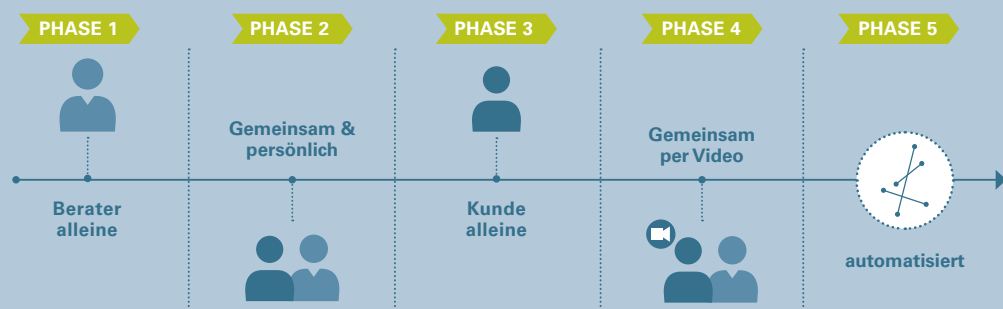 PHASE 1
PHASE 2
PHASE 3
PHASE 4
PHASE 5
Gemeinsam &
persönlich
Gemeinsam
per Video
Berater
alleine
Kunde
alleine
automatisiert